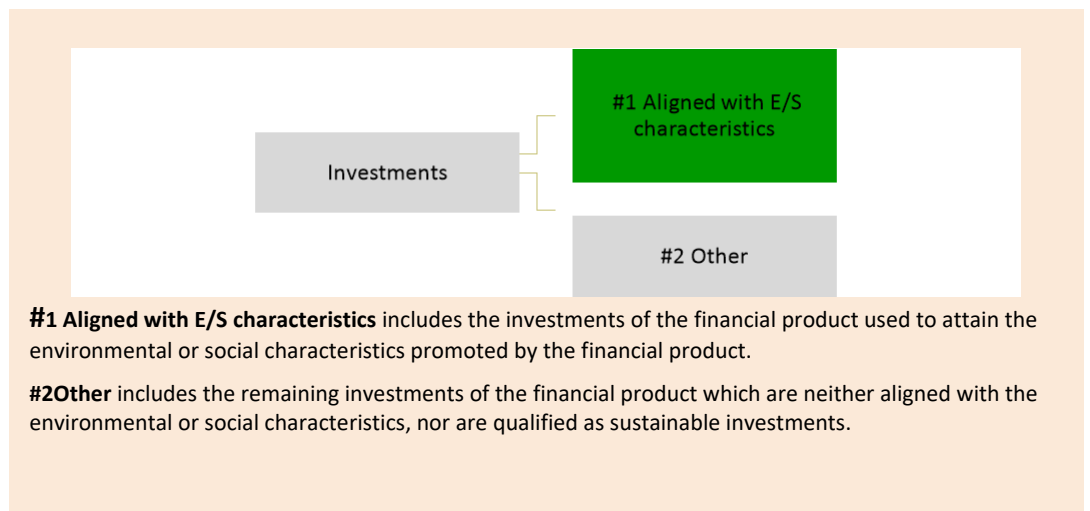 #1 Aligned with E/S
characteristics
Investments
#2 Other
#1 Aligned with E/S characteristics includes the investments of the financial product used to attain the
environmental or social characteristics promoted by the financial product.
#2Other includes the remaining investments of the financial product which are neither aligned with the
environmental or social characteristics, nor are qualified as sustainable investments.